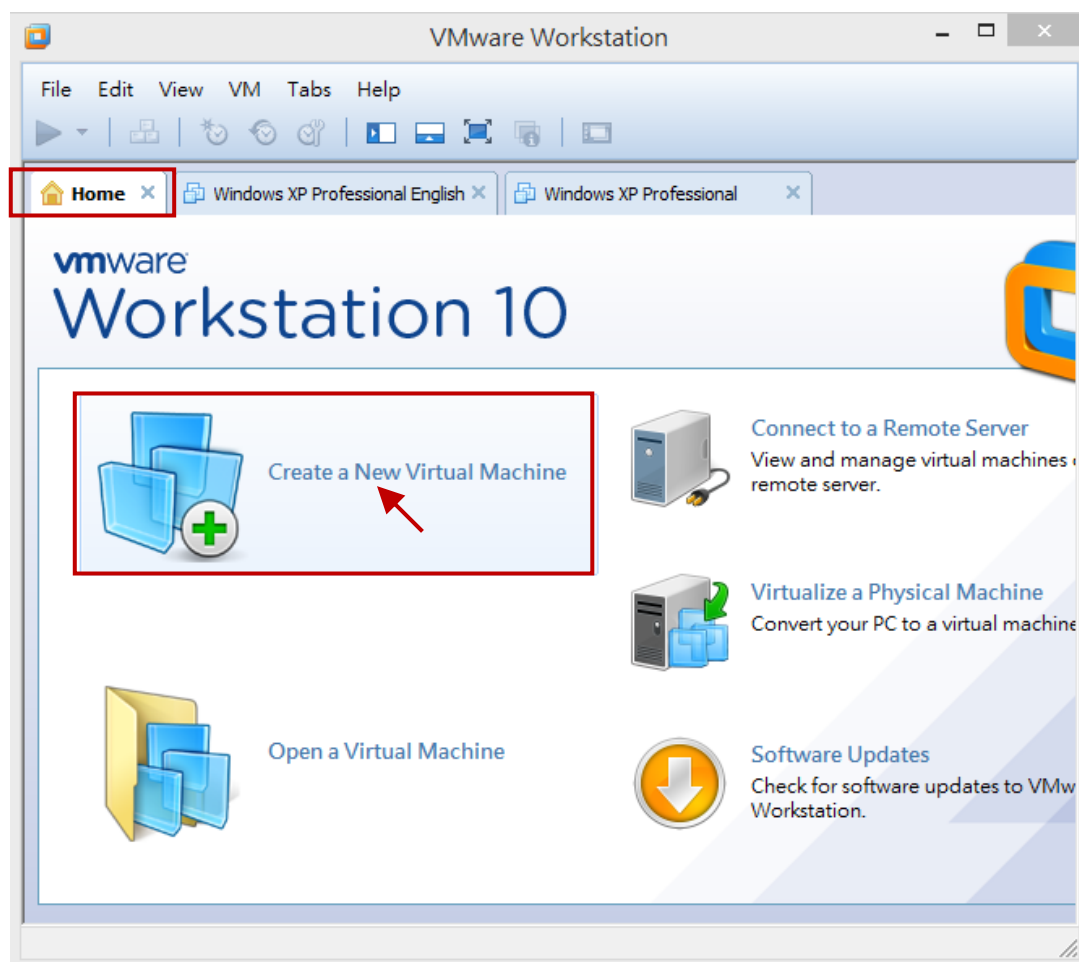 VMware Workstation
File Edit View VM Tabs Help
Home Windows XP Professional English Windows XP Professional
vmware
Workstation 10
Create a New Virtual Machine
Connect to a Remote Server
View and manage virtual machines
remote server.
Virtualize a Physical Machine
Convert your PC to a virtual machine
Open a Virtual Machine
Software Updates
Check for software updates to VMw
Workstation.